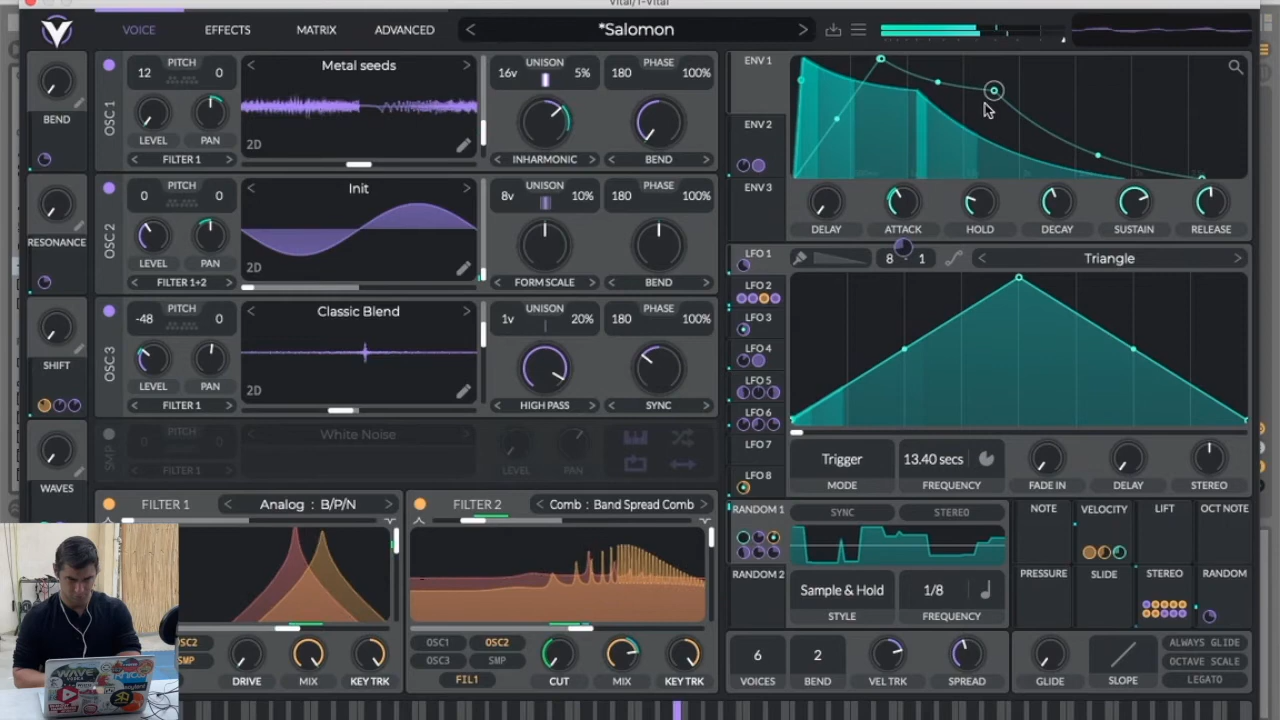 Vital/T-Vital
VOICE EFFECTS MATRIX ADVANCED < *Salomon >
BEND
RESONANCE
SHIFT
WAVES
OSC 1
12 PITCH 0
LEVEL PAN
< FILTER 1 >
< Metal seeds >
2D
16v UNISON 5%
< INHARMONIC >
180 PHASE 100%
< BEND >
OSC 2
0 PITCH 0
LEVEL PAN
< FILTER 1+2 >
< Init >
2D
8v UNISON 10%
< FORM SCALE >
180 PHASE 100%
< BEND >
OSC 3
-48 PITCH 0
LEVEL PAN
< FILTER 1 >
< Classic Blend >
2D
1v UNISON 20%
< HIGH PASS >
180 PHASE 100%
< SYNC >
SMP
0 PITCH 0
< FILTER 1 >
< White Noise >
LEVEL PAN
FILTER 1 < Analog : B/P/N >
OSC2
SMP
DRIVE MIX KEY TRK
FILTER 2 < Comb : Band Spread Comb >
OSC1 OSC2
OSC3 SMP
FIL1
CUT MIX KEY TRK
ENV 1
ENV 2
ENV 3
DELAY ATTACK HOLD DECAY SUSTAIN RELEASE
LFO 1
LFO 2
LFO 3
LFO 4
LFO 5
LFO 6
LFO 7
LFO 8
8 - 1 < Triangle >
Trigger
MODE
13.40 secs
FREQUENCY
FADE IN DELAY STEREO
RANDOM 1
RANDOM 2
SYNC STEREO
Sample & Hold
STYLE
1/8
FREQUENCY
NOTE VELOCITY LIFT OCT NOTE
PRESSURE SLIDE STEREO RANDOM
6
VOICES
2
BEND
VEL TRK SPREAD
GLIDE SLOPE
ALWAYS GLIDE
OCTAVE SCALE
LEGATO
WAVE